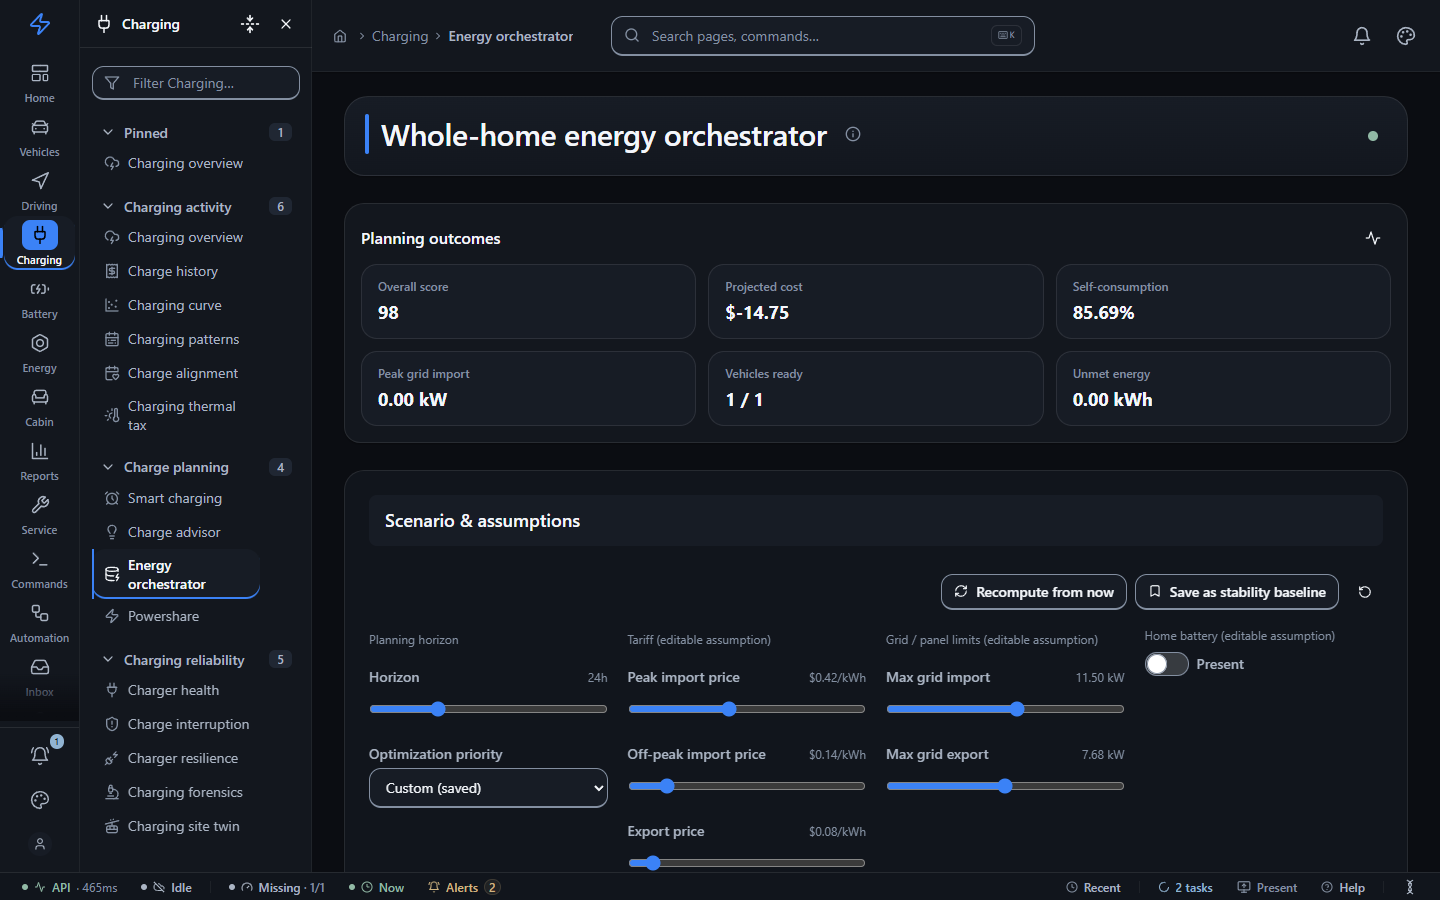 Home
Vehicles
Driving
Charging
Battery
Energy
Cabin
Reports
Service
Commands
Automation
Inbox
1
Charging
Filter Charging...
Pinned 1
Charging overview
Charging activity 6
Charging overview
Charge history
Charging curve
Charging patterns
Charge alignment
Charging thermal
tax
Charge planning 4
Smart charging
Charge advisor
Energy
orchestrator
Powershare
Charging reliability 5
Charger health
Charge interruption
Charger resilience
Charging forensics
Charging site twin
Charging > Energy orchestrator
Search pages, commands... K
Whole-home energy orchestrator
Planning outcomes
Overall score
98
Projected cost
$-14.75
Self-consumption
85.69%
Peak grid import
0.00 kW
Vehicles ready
1 / 1
Unmet energy
0.00 kWh
Scenario & assumptions
Recompute from now
Save as stability baseline
Planning horizon
Horizon 24h
Optimization priority
Custom (saved)
Tariff (editable assumption)
Peak import price $0.42/kWh
Off-peak import price $0.14/kWh
Export price $0.08/kWh
Grid / panel limits (editable assumption)
Max grid import 11.50 kW
Max grid export 7.68 kW
Home battery (editable assumption)
Present
API · 465ms
Idle
Missing · 1/1
Now
Alerts 2
Recent
2 tasks
Present
Help